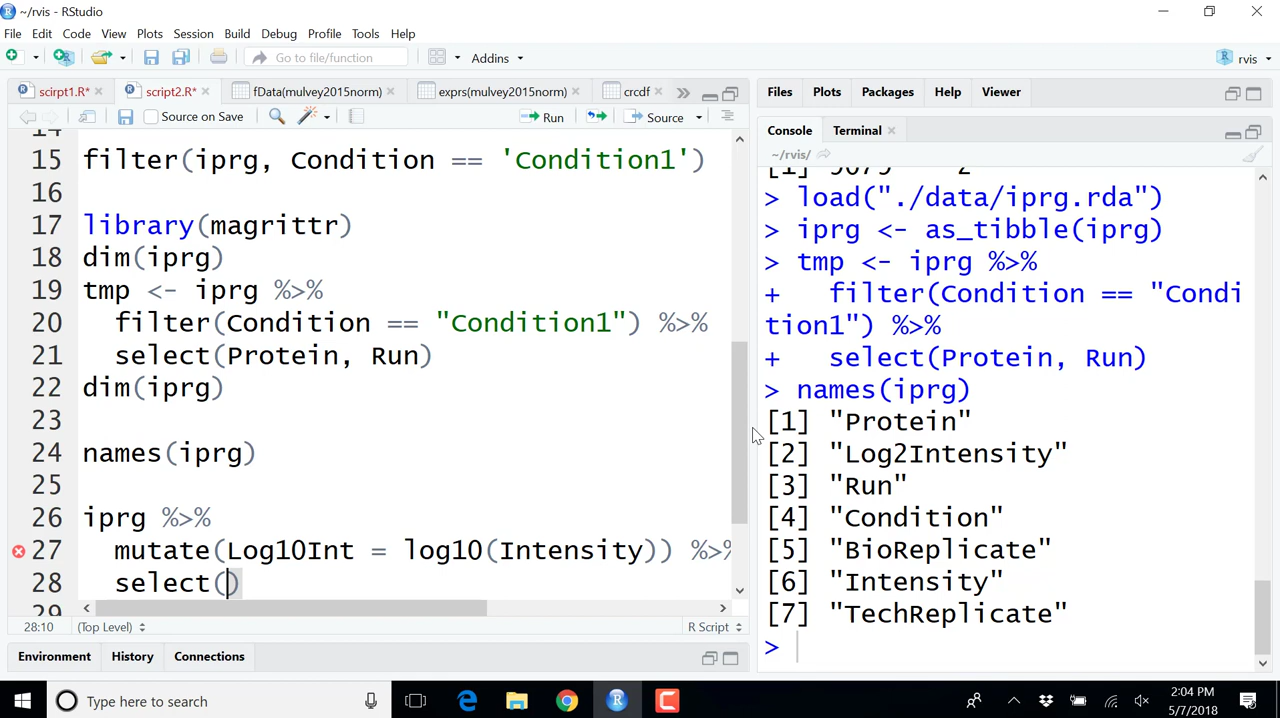 ~/rvis - RStudio
File Edit Code View Plots Session Build Debug Profile Tools Help
Go to file/function Addins rvis
scirpt1.R* script2.R* fData(mulvey2015norm) exprs(mulvey2015norm) crcdf
Source on Save Run Source
14
15 filter(iprg, Condition == 'Condition1')
16
17 library(magrittr)
18 dim(iprg)
19 tmp <- iprg %>%
20 filter(Condition == "Condition1") %>%
21 select(Protein, Run)
22 dim(iprg)
23
24 names(iprg)
25
26 iprg %>%
27 mutate(Log10Int = log10(Intensity)) %>%
28 select()
29
28:10 (Top Level) R Script
Environment History Connections
Files Plots Packages Help Viewer
Console Terminal
~/rvis/
[1] 9079 2
> load("./data/iprg.rda")
> iprg <- as_tibble(iprg)
> tmp <- iprg %>%
+ filter(Condition == "Condi
tion1") %>%
+ select(Protein, Run)
> names(iprg)
[1] "Protein"
[2] "Log2Intensity"
[3] "Run"
[4] "Condition"
[5] "BioReplicate"
[6] "Intensity"
[7] "TechReplicate"
>
Type here to search
2:04 PM
5/7/2018